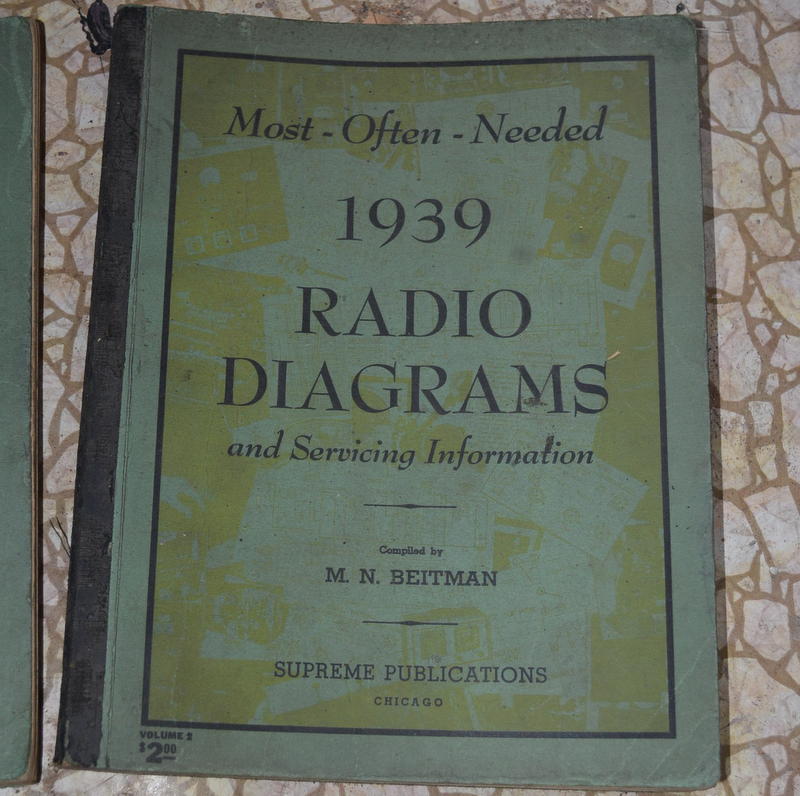 Most-Often-Needed
1939
RADIO
DIAGRAMS
and Servicing Information
Compiled by
M. N. BEITMAN
SUPREME PUBLICATIONS
CHICAGO
VOLUME 2
$2.00